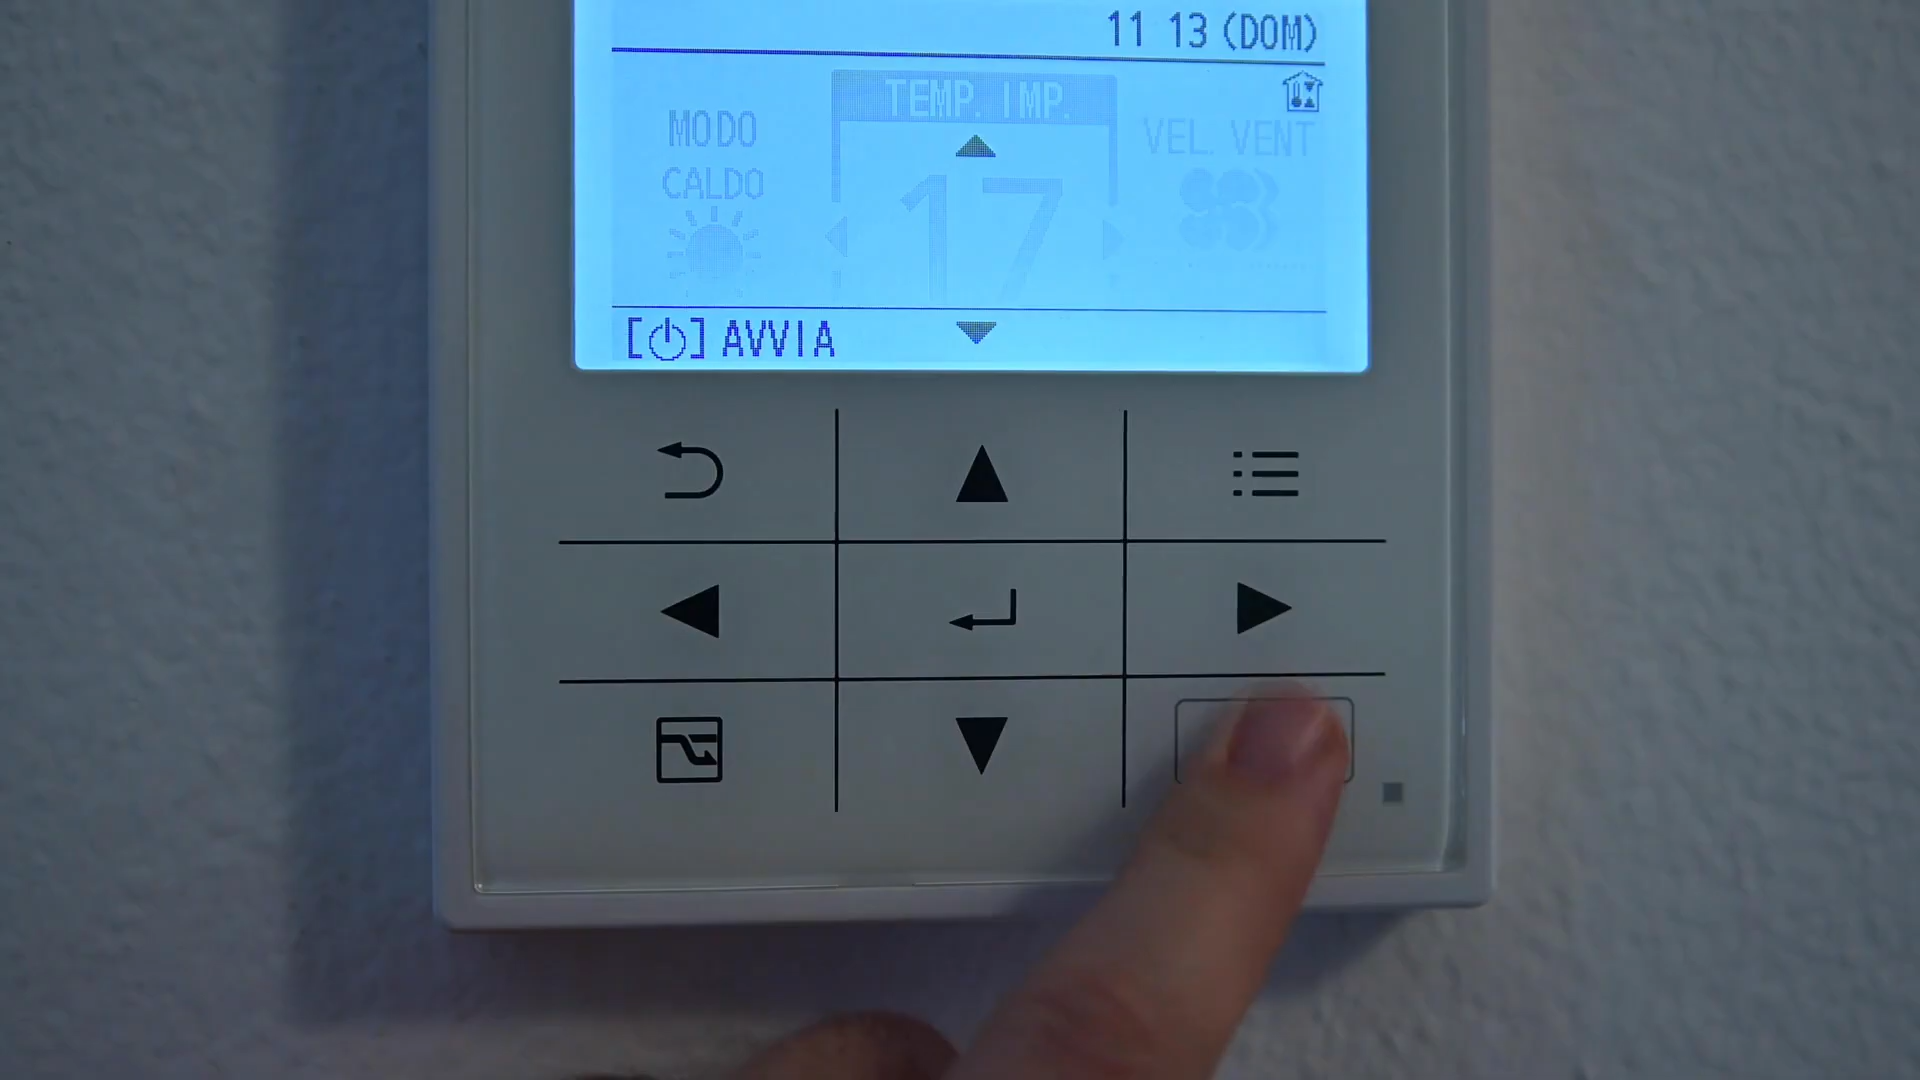 11 13 (DOM)
TEMP. IMP.
MODO
VEL. VENT
CALDO
17
[⏻] AVVIA